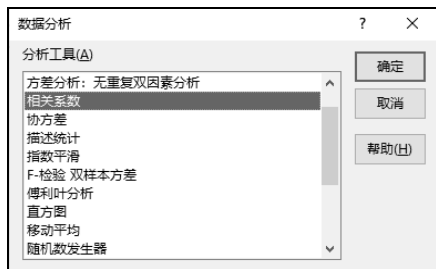 数据分析 ? ×
分析工具(A)
方差分析：无重复双因素分析
相关系数
协方差
描述统计
指数平滑
F-检验 双样本方差
傅利叶分析
直方图
移动平均
随机数发生器
确定
取消
帮助(H)